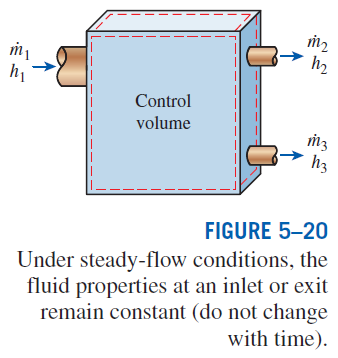 ṁ₁
h₁
Control
volume
ṁ₂
h₂
ṁ₃
h₃
FIGURE 5–20
Under steady-flow conditions, the
fluid properties at an inlet or exit
remain constant (do not change
with time).